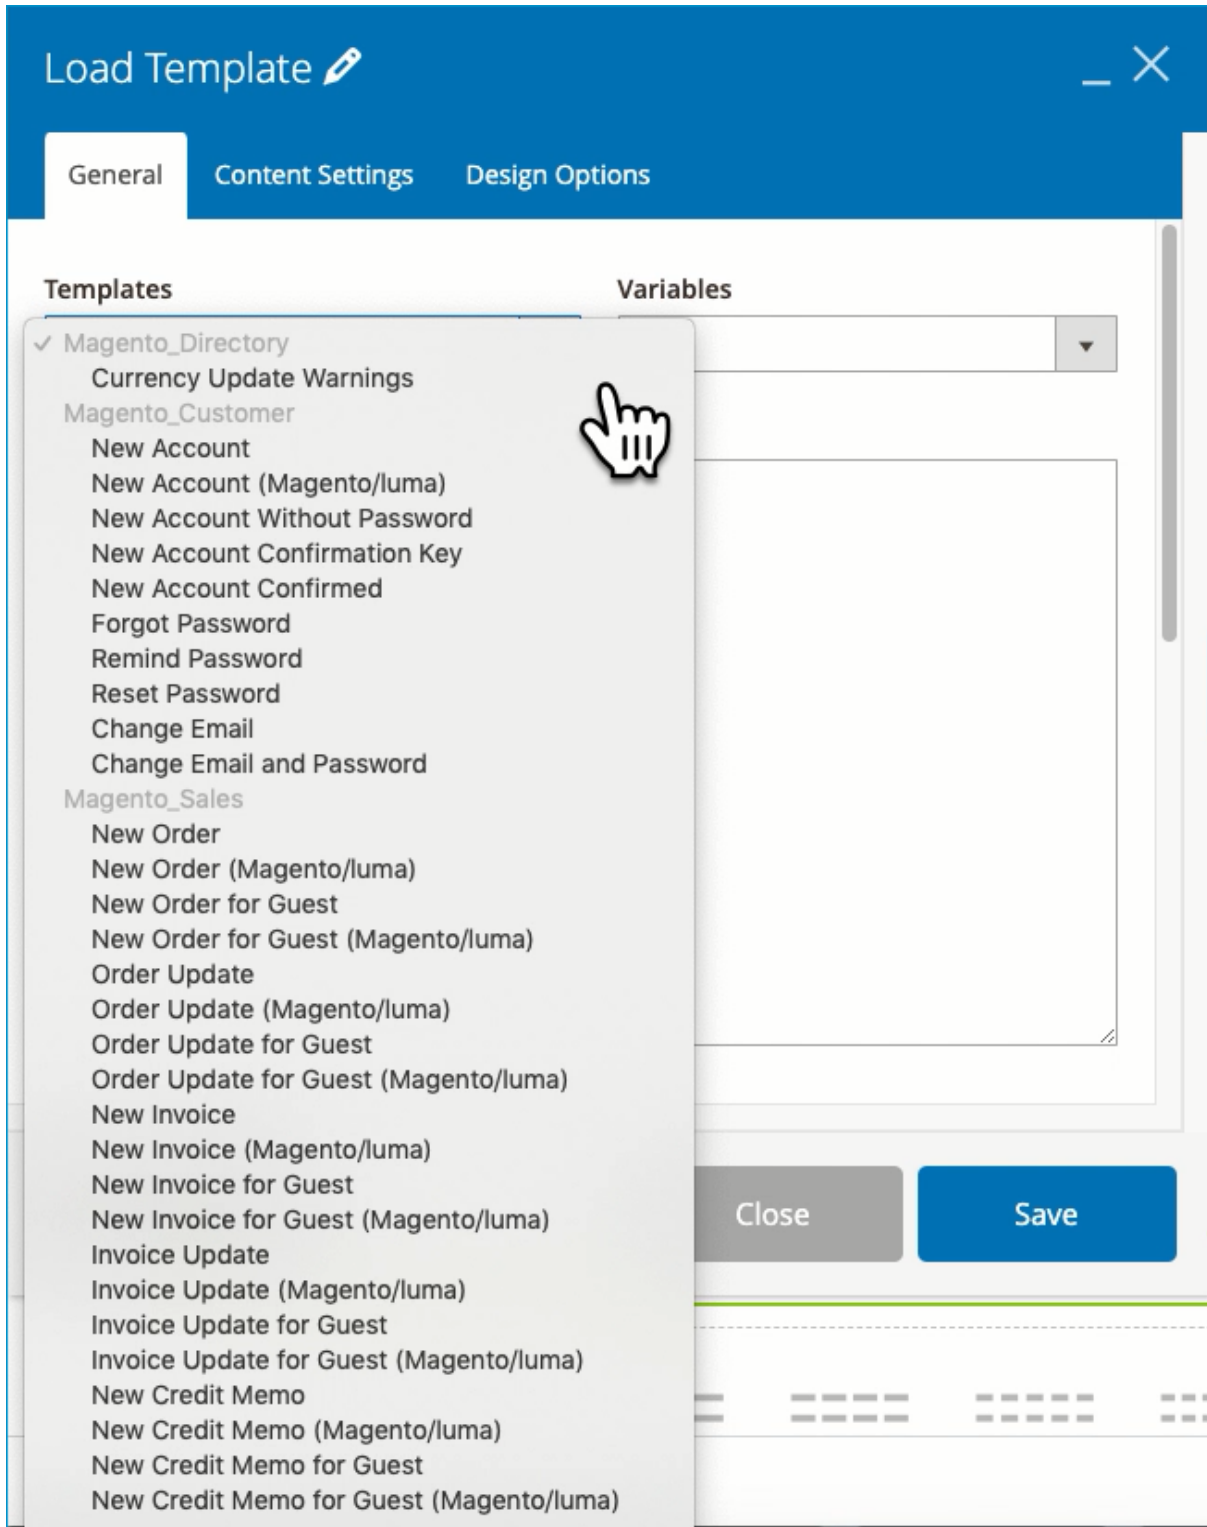 Load Template
General Content Settings Design Options
Templates Variables
Magento_Directory
Currency Update Warnings
Magento_Customer
New Account
New Account (Magento/luma)
New Account Without Password
New Account Confirmation Key
New Account Confirmed
Forgot Password
Remind Password
Reset Password
Change Email
Change Email and Password
Magento_Sales
New Order
New Order (Magento/luma)
New Order for Guest
New Order for Guest (Magento/luma)
Order Update
Order Update (Magento/luma)
Order Update for Guest
Order Update for Guest (Magento/luma)
New Invoice
New Invoice (Magento/luma)
New Invoice for Guest
New Invoice for Guest (Magento/luma)
Invoice Update
Invoice Update (Magento/luma)
Invoice Update for Guest
Invoice Update for Guest (Magento/luma)
New Credit Memo
New Credit Memo (Magento/luma)
New Credit Memo for Guest
New Credit Memo for Guest (Magento/luma)
Close Save